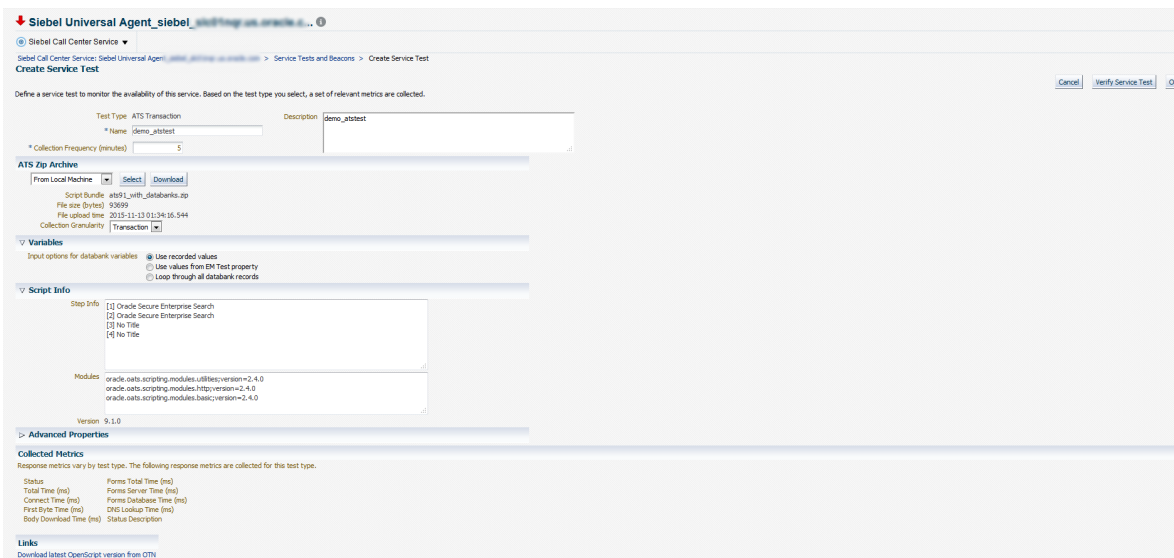 Siebel Universal Agent_siebel_
Siebel Call Center Service
Siebel Call Center Service: Siebel Universal Agent > Service Tests and Beacons > Create Service Test
Create Service Test
Cancel Verify Service Test O
Define a service test to monitor the availability of this service. Based on the test type you select, a set of relevant metrics are collected.
Test Type ATS Transaction Description demo_atstest
* Name demo_atstest
* Collection Frequency (minutes) 5
ATS Zip Archive
From Local Machine Select Download
Script Bundle ats91_with_databanks.zip
File size (bytes) 93699
File upload time 2015-11-13 01:34:16.544
Collection Granularity Transaction
Variables
Input options for databank variables Use recorded values
Use values from EM Test property
Loop through all databank records
Script Info
Step Info [1] Oracle Secure Enterprise Search
[2] Oracle Secure Enterprise Search
[3] No Title
[4] No Title
Modules oracle.oats.scripting.modules.utilities;version=2.4.0
oracle.oats.scripting.modules.http;version=2.4.0
oracle.oats.scripting.modules.basic;version=2.4.0
Version 9.1.0
Advanced Properties
Collected Metrics
Response metrics vary by test type. The following response metrics are collected for this test type.
Status Forms Total Time (ms)
Total Time (ms) Forms Server Time (ms)
Connect Time (ms) Forms Database Time (ms)
First Byte Time (ms) DNS Lookup Time (ms)
Body Download Time (ms) Status Description
Links
Download latest OpenScript version from OTN